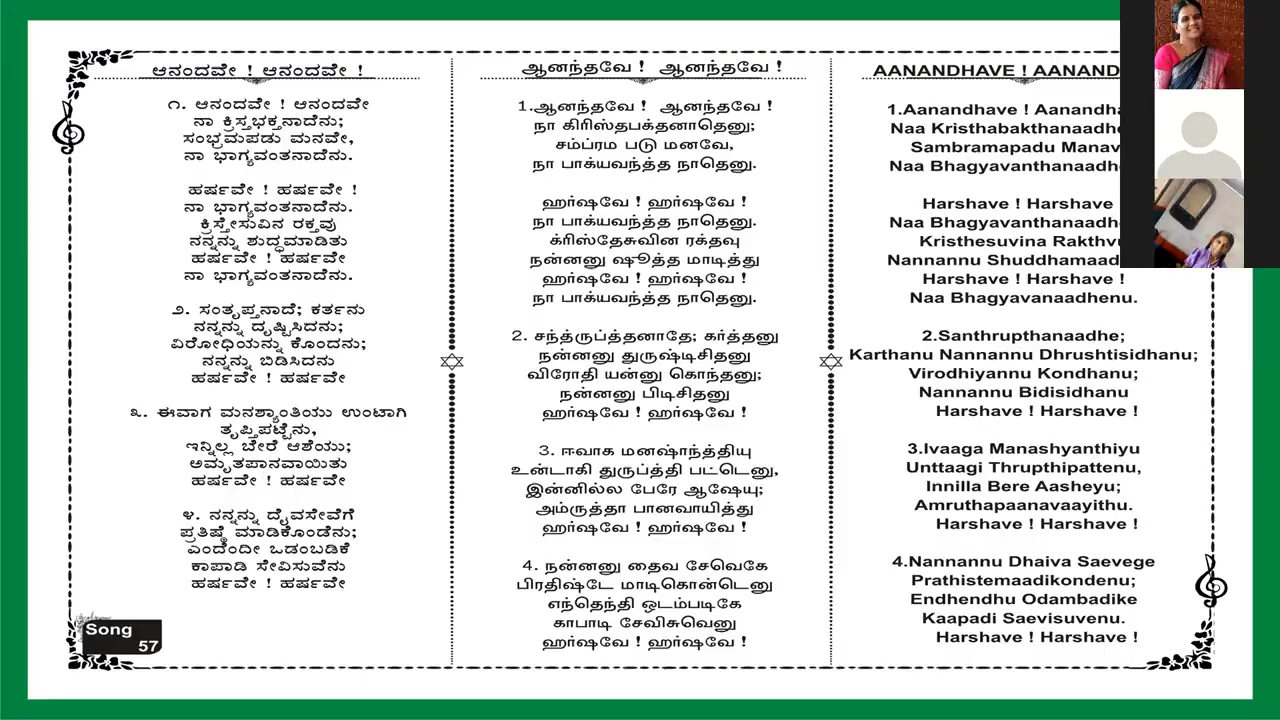 ಆನಂದವೇ ! ಆನಂದವೇ !
೧. ಆನಂದವೇ ! ಆನಂದವೇ
ನಾ ಕ್ರಿಸ್ತಭಕ್ತನಾದೆನು;
ಸಂಭ್ರಮಪಡು ಮನವೇ,
ನಾ ಭಾಗ್ಯವಂತನಾದೆನು.
ಹರ್ಷವೇ ! ಹರ್ಷವೇ !
ನಾ ಭಾಗ್ಯವಂತನಾದೆನು.
ಕ್ರಿಸ್ತೇಸುವಿನ ರಕ್ತವು
ನನ್ನನ್ನು ಶುದ್ಧಮಾಡಿತು
ಹರ್ಷವೇ ! ಹರ್ಷವೇ
ನಾ ಭಾಗ್ಯವಂತನಾದೆನು.
೨. ಸಂತೃಪ್ತನಾದೆ; ಕರ್ತನು
ನನ್ನನ್ನು ದೃಷ್ಟಿಸಿದನು;
ವಿರೋಧಿಯನ್ನು ಕೊಂದನು;
ನನ್ನನ್ನು ಬಿಡಿಸಿದನು
ಹರ್ಷವೇ ! ಹರ್ಷವೇ
೩. ಈವಾಗ ಮನಶ್ಯಾಂತಿಯು ಉಂಟಾಗಿ
ತೃಪ್ತಿಪಟ್ಟೆನು,
ಇನ್ನಿಲ್ಲ ಬೇರೆ ಆಶೆಯು;
ಅಮೃತಪಾನವಾಯಿತು
ಹರ್ಷವೇ ! ಹರ್ಷವೇ
೪. ನನ್ನನ್ನು ದೈವಸೇವೆಗೆ
ಪ್ರತಿಷ್ಠೆ ಮಾಡಿಕೊಂಡೆನು;
ಎಂದೆಂದೀ ಒಡಂಬಡಿಕೆ
ಕಾಪಾಡಿ ಸೇವಿಸುವೆನು
ಹರ್ಷವೇ ! ಹರ್ಷವೇ
Song
57
ஆனந்தவே ! ஆனந்தவே !
1.ஆனந்தவே ! ஆனந்தவே !
நா கிரிஸ்தபக்தனாதெனு;
சம்ப்ரம படு மனவே,
நா பாக்யவந்த்த நாதெனு.
ஹர்ஷவே ! ஹர்ஷவே !
நா பாக்யவந்த்த நாதெனு.
க்ரிஸ்தேசுவின ரக்தவு
நன்னனு ஷூத்த மாடித்து
ஹர்ஷவே ! ஹர்ஷவே !
நா பாக்யவந்த்த நாதெனு.
2. சந்த்ருப்த்தனாதே; கர்த்தனு
நன்னனு துருஷ்டிசிதனு
விரோதி யன்னு கொந்தனு;
நன்னனு பிடிசிதனு
ஹர்ஷவே ! ஹர்ஷவே !
3. ஈவாக மனஷாந்த்தியு
உன்டாகி துருப்த்தி பட்டெனு,
இன்னில்ல பேரே ஆஷேயு;
அம்ருத்தா பானவாயித்து
ஹர்ஷவே ! ஹர்ஷவே !
4. நன்னனு தைவ சேவெகே
பிரதிஷ்டே மாடிகொன்டெனு
எந்தெந்தி ஒடம்படிகே
காபாடி சேவிசுவெனு
ஹர்ஷவே ! ஹர்ஷவே !
AANANDHAVE ! AANAND
1.Aanandhave ! Aanandha
Naa Kristhabakthanaadhe
Sambramapadu Manav
Naa Bhagyavanthanaadhe
Harshave ! Harshave
Naa Bhagyavanthanaadhe
Kristhesuvina Rakthvu
Nannannu Shuddhamaad
Harshave ! Harshave !
Naa Bhagyavanaadhenu.
2.Santhrupthanaadhe;
Karthanu Nannannu Dhrushtisidhanu;
Virodhiyannu Kondhanu;
Nannannu Bidisidhanu
Harshave ! Harshave !
3.Ivaaga Manashyanthiyu
Unttaagi Thrupthipattenu,
Innilla Bere Aasheyu;
Amruthapaanavaayithu.
Harshave ! Harshave !
4.Nannannu Dhaiva Saevege
Prathistemaadikondenu;
Endhendhu Odambadike
Kaapadi Saevisuvenu.
Harshave ! Harshave !